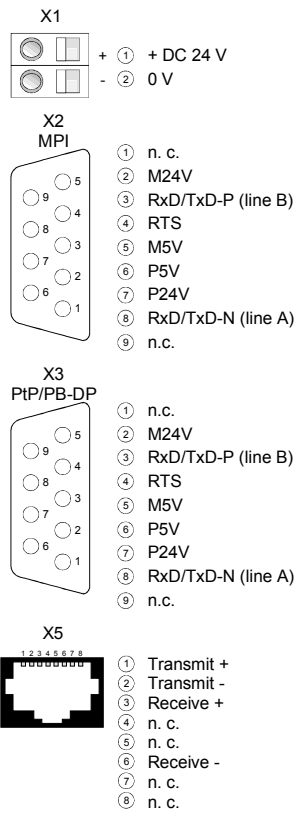 X1
+ ① + DC 24 V
- ② 0 V
X2
MPI
① n. c.
② M24V
③ RxD/TxD-P (line B)
④ RTS
⑤ M5V
⑥ P5V
⑦ P24V
⑧ RxD/TxD-N (line A)
⑨ n.c.
5
9
4
8
3
7
2
6
1
X3
PtP/PB-DP
① n.c.
② M24V
③ RxD/TxD-P (line B)
④ RTS
⑤ M5V
⑥ P5V
⑦ P24V
⑧ RxD/TxD-N (line A)
⑨ n.c.
5
9
4
8
3
7
2
6
1
X5
1 2 3 4 5 6 7 8
① Transmit +
② Transmit -
③ Receive +
④ n. c.
⑤ n. c.
⑥ Receive -
⑦ n. c.
⑧ n. c.